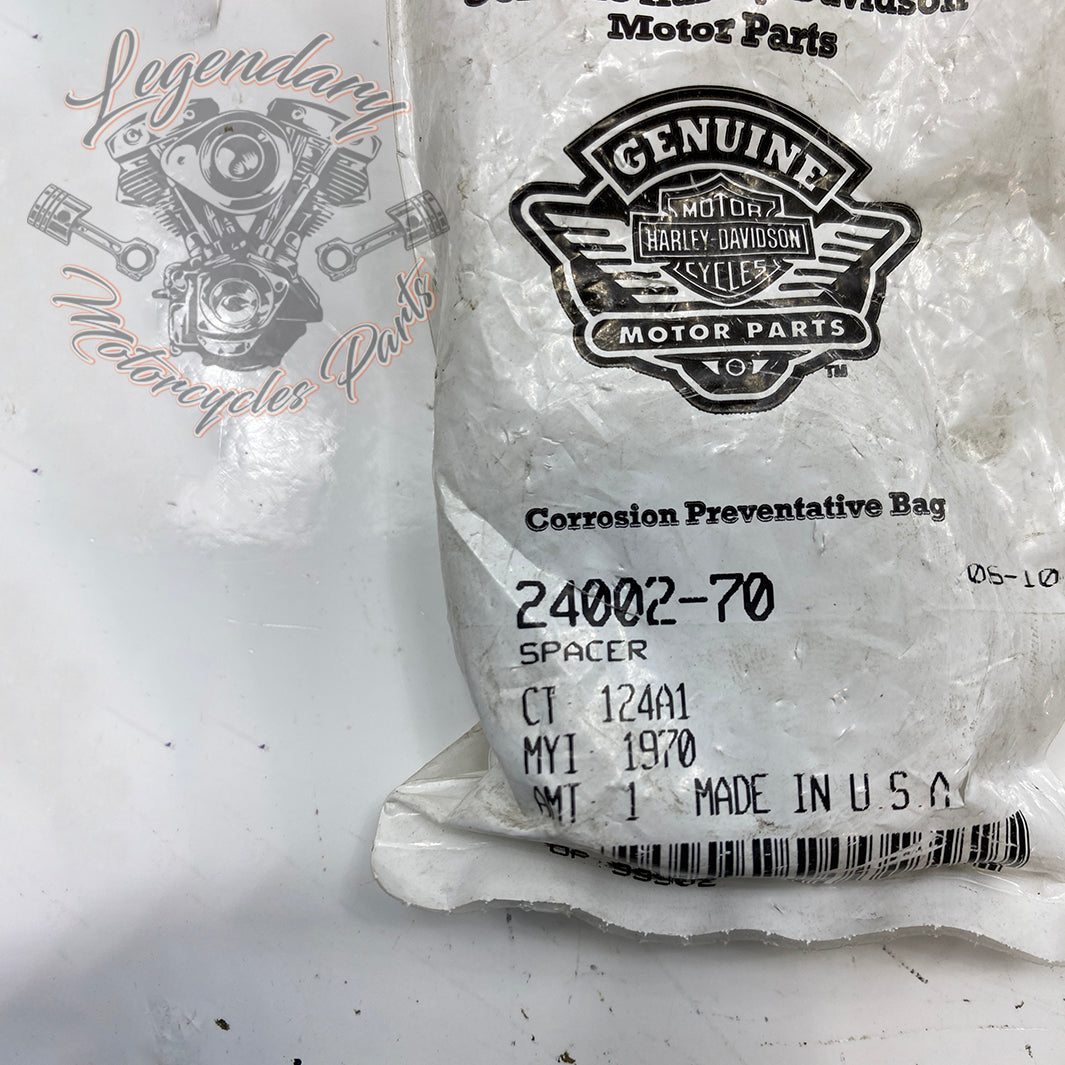 Legendary
Motorcycles Parts
Motor Parts
GENUINE
MOTOR
HARLEY-DAVIDSON
CYCLES
MOTOR PARTS
TM
Corrosion Preventative Bag
06-10
24002-70
SPACER
CT 124A1
MYI 1970
AMT 1 MADE IN U.S.A